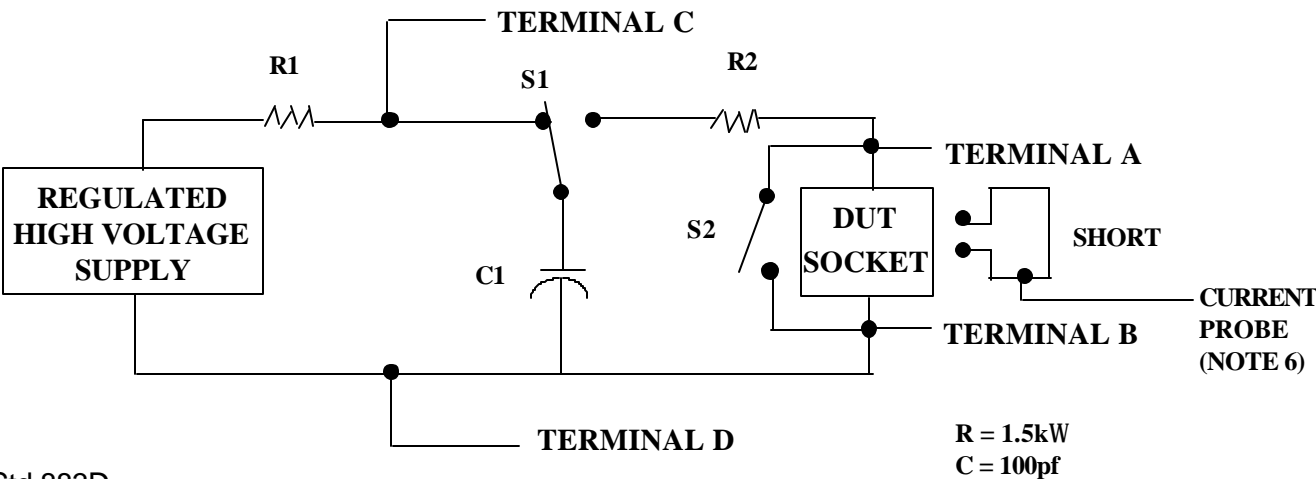 TERMINAL C
R1
S1
R2
TERMINAL A
REGULATED
HIGH VOLTAGE
SUPPLY
S2
DUT
SOCKET
SHORT
C1
CURRENT
PROBE
(NOTE 6)
TERMINAL B
TERMINAL D
R = 1.5kW
C = 100pf